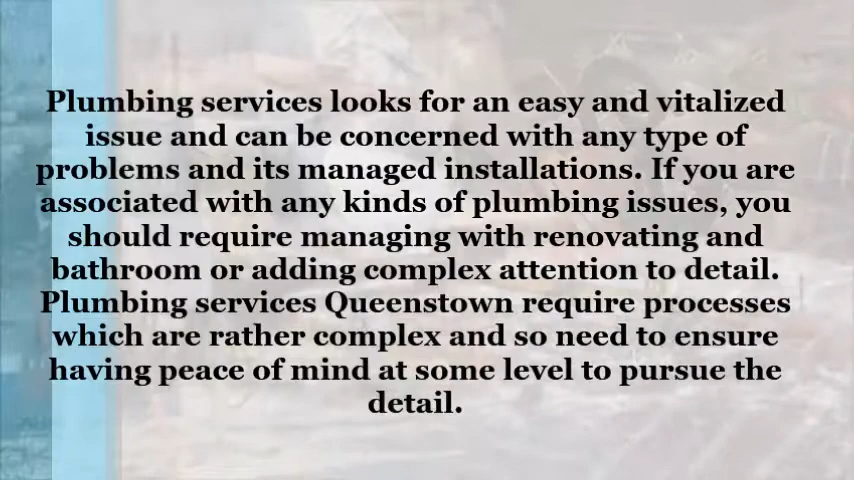 Plumbing services looks for an easy and vitalized
issue and can be concerned with any type of
problems and its managed installations. If you are
associated with any kinds of plumbing issues, you
should require managing with renovating and
bathroom or adding complex attention to detail.
Plumbing services Queenstown require processes
which are rather complex and so need to ensure
having peace of mind at some level to pursue the
detail.